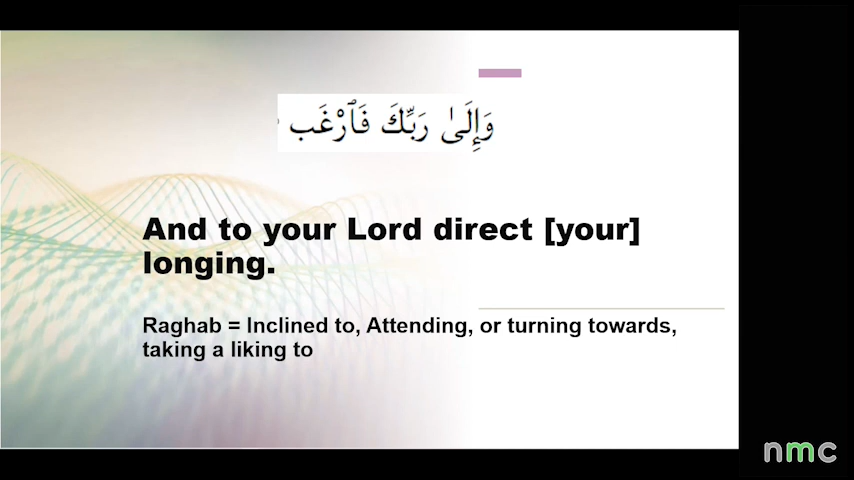 وَإِلَىٰ رَبِّكَ فَٱرْغَب
And to your Lord direct [your]
longing.
Raghab = Inclined to, Attending, or turning towards,
taking a liking to
nmc